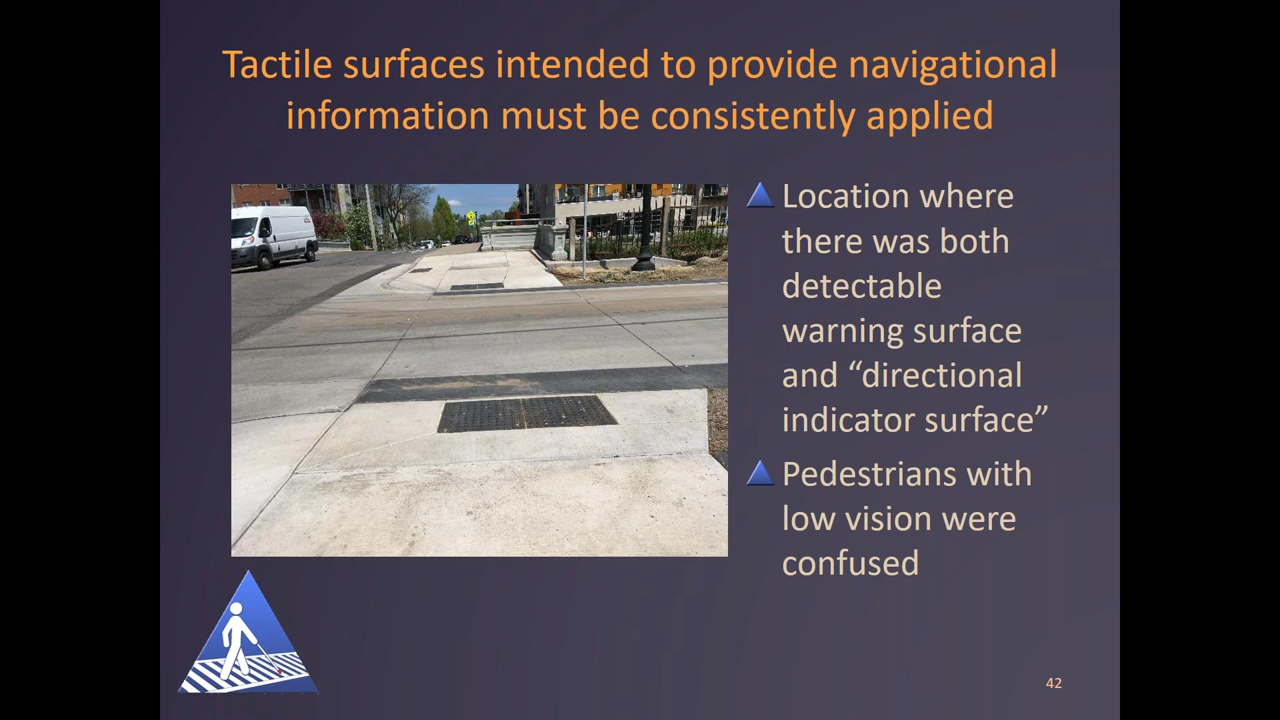 Tactile surfaces intended to provide navigational
information must be consistently applied
Location where
there was both
detectable
warning surface
and “directional
indicator surface”
Pedestrians with
low vision were
confused
42